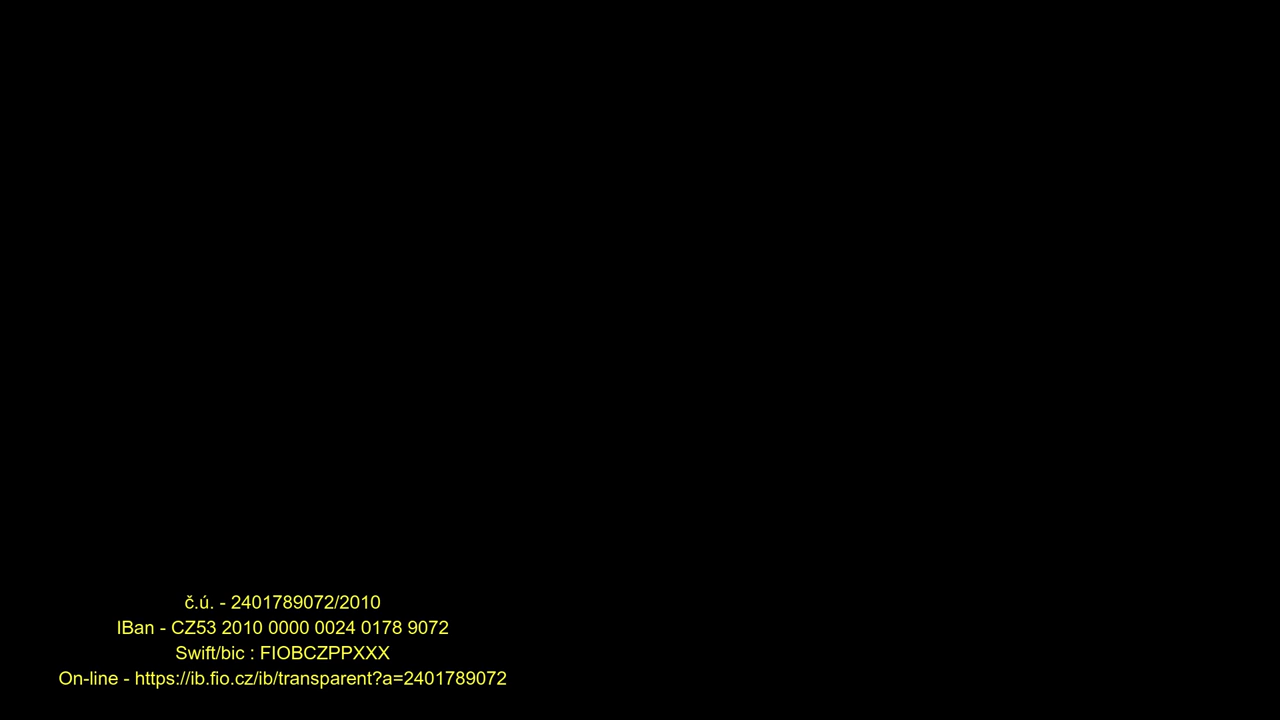 č.ú. - 2401789072/2010
IBan - CZ53 2010 0000 0024 0178 9072
Swift/bic : FIOBCZPPXXX
On-line - https://ib.fio.cz/ib/transparent?a=2401789072